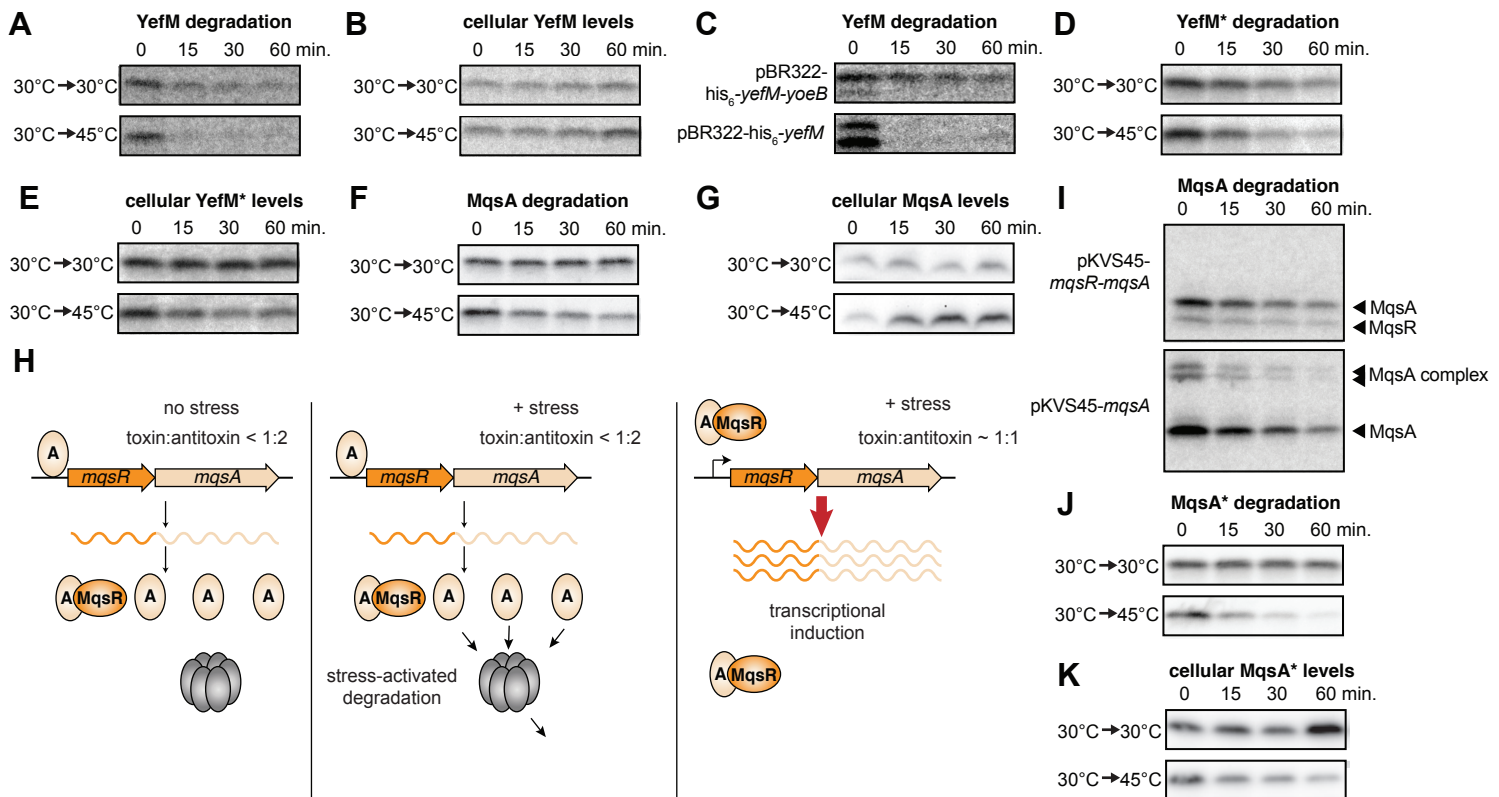 A
YefM degradation
0 15 30 60 min.
30°C→30°C
30°C→45°C
B
cellular YefM levels
0 15 30 60 min.
30°C→30°C
30°C→45°C
C
YefM degradation
0 15 30 60 min.
pBR322-
his6-yefM-yoeB
pBR322-his6-yefM
D
YefM* degradation
0 15 30 60 min.
30°C→30°C
30°C→45°C
E
cellular YefM* levels
0 15 30 60 min.
30°C→30°C
30°C→45°C
F
MqsA degradation
0 15 30 60 min.
30°C→30°C
30°C→45°C
G
cellular MqsA levels
0 15 30 60 min.
30°C→30°C
30°C→45°C
H
no stress
toxin:antitoxin < 1:2
A
mqsR mqsA
A MqsR A A A
+ stress
toxin:antitoxin < 1:2
A
mqsR mqsA
A MqsR A A A
stress-activated
degradation
A MqsR
+ stress
toxin:antitoxin ~ 1:1
mqsR mqsA
transcriptional
induction
A MqsR
I
MqsA degradation
0 15 30 60 min.
pKVS45-
mqsR-mqsA
MqsA
MqsR
pKVS45-mqsA
MqsA complex
MqsA
J
MqsA* degradation
0 15 30 60 min.
30°C→30°C
30°C→45°C
K
cellular MqsA* levels
0 15 30 60 min.
30°C→30°C
30°C→45°C